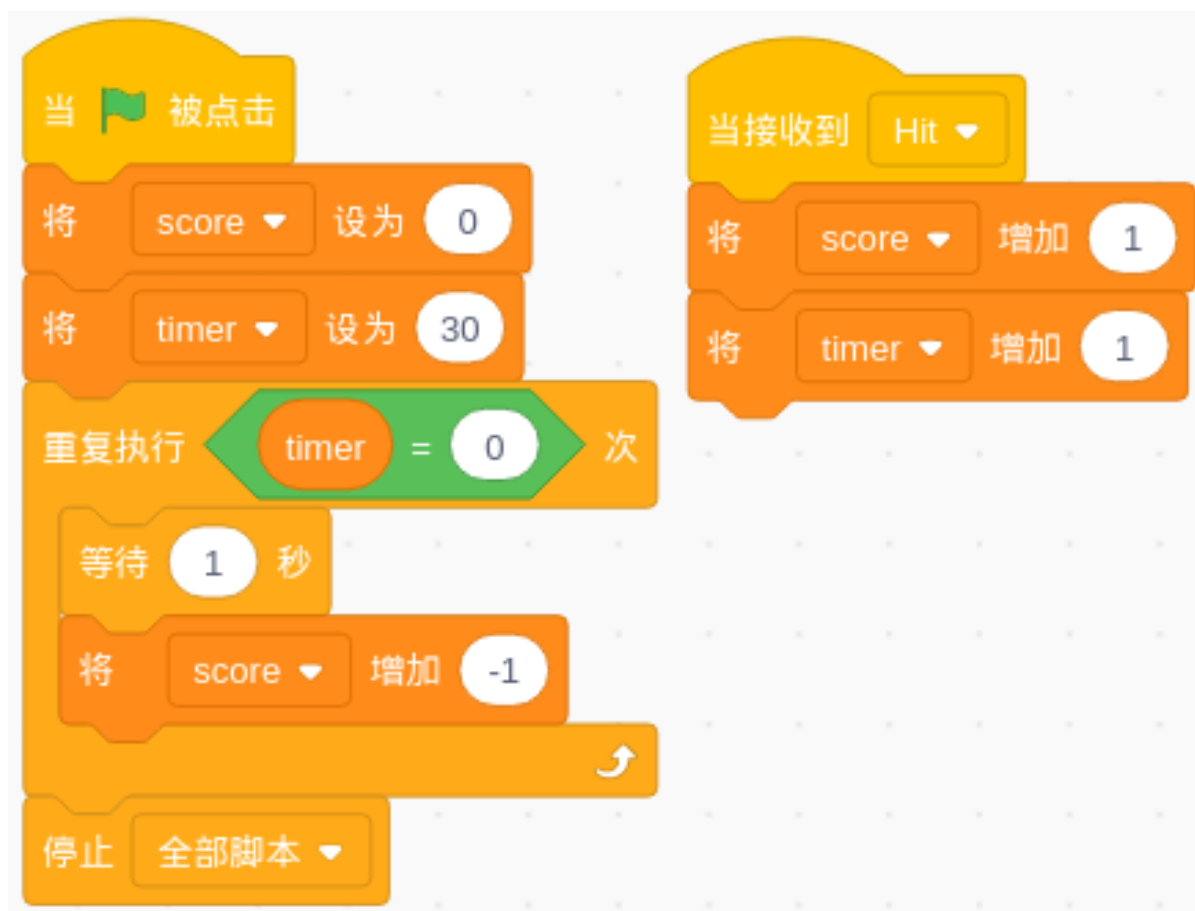 当 被点击
将 score 设为 0
将 timer 设为 30
重复执行 timer = 0 次
等待 1 秒
将 score 增加 -1
停止 全部脚本
当接收到 Hit
将 score 增加 1
将 timer 增加 1